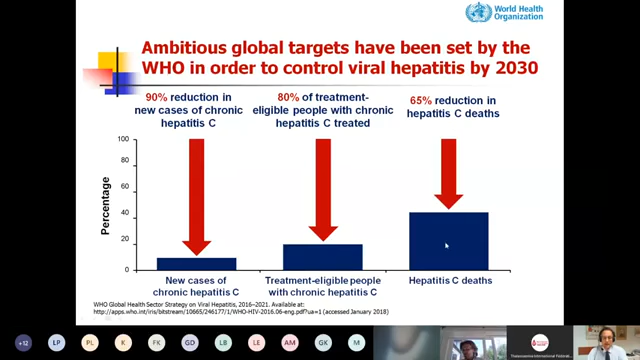 World Health
Organization
Ambitious global targets have been set by the
WHO in order to control viral hepatitis by 2030
90% reduction in
new cases of chronic
hepatitis C
80% of treatment-
eligible people with chronic
hepatitis C treated
65% reduction in
hepatitis C deaths
Percentage
100
80
60
40
20
0
New cases of
chronic hepatitis C
Treatment-eligible people
with chronic hepatitis C
Hepatitis C deaths
WHO Global Health Sector Strategy on Viral Hepatitis, 2016–2021. Available at:
http://apps.who.int/iris/bitstream/10665/246177/1/WHO-HIV-2016.06-eng.pdf?ua=1 (accessed January 2018)
+12
LP
PL
K
FK
GD
LB
LE
AM
GK
M